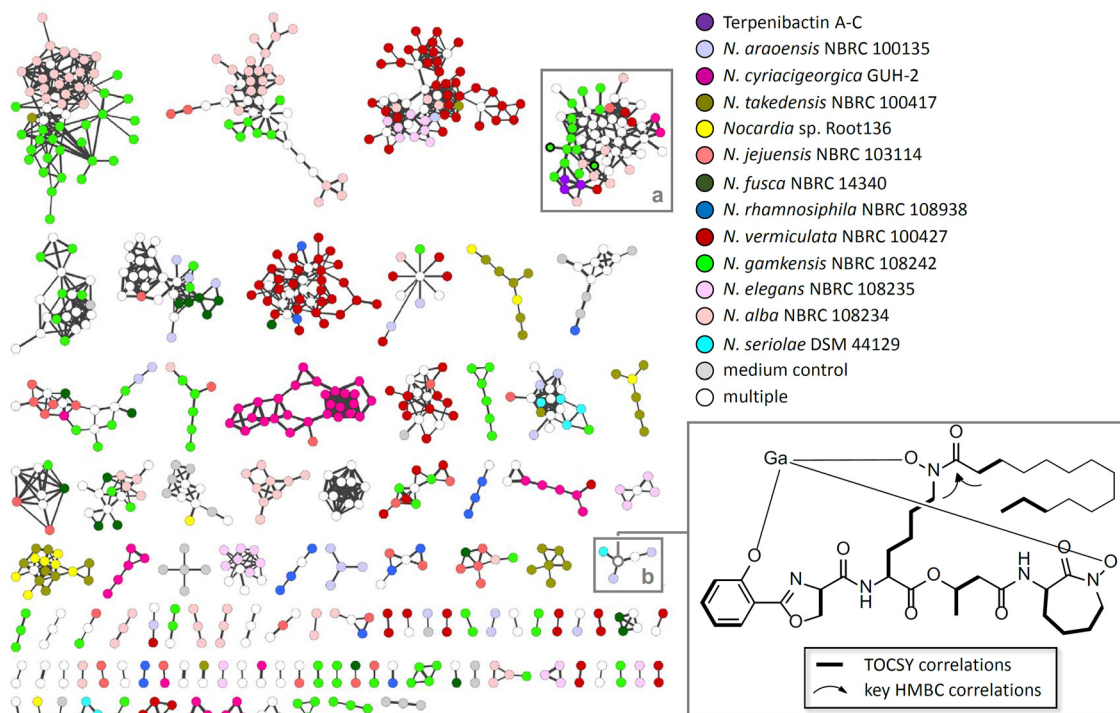 Terpenibactin A-C
N. araoensis NBRC 100135
N. cyriacigeorgica GUH-2
N. takedensis NBRC 100417
Nocardia sp. Root136
N. jejuensis NBRC 103114
N. fusca NBRC 14340
N. rhamnosiphila NBRC 108938
N. vermiculata NBRC 100427
N. gamkensis NBRC 108242
N. elegans NBRC 108235
N. alba NBRC 108234
N. seriolae DSM 44129
medium control
multiple
a
b
O
Ga
O
N
O
O
O
N
O
N
H
O
O
O
H
N
O
N
O
TOCSY correlations
key HMBC correlations